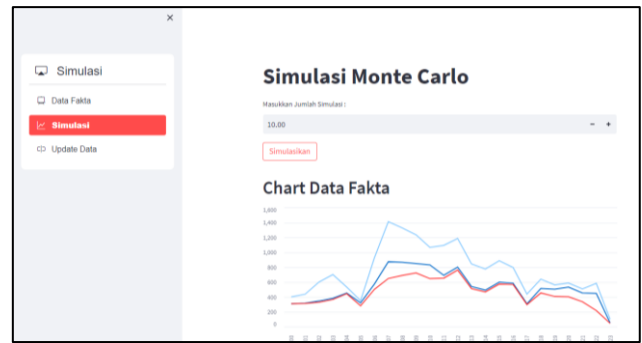 ×
Simulasi
Data Fakta
Simulasi
Update Data
Simulasi Monte Carlo
Masukkan Jumlah Simulasi :
10,00
− +
Simulasikan
Chart Data Fakta
1,600
1,400
1,200
1,000
800
600
400
200
0